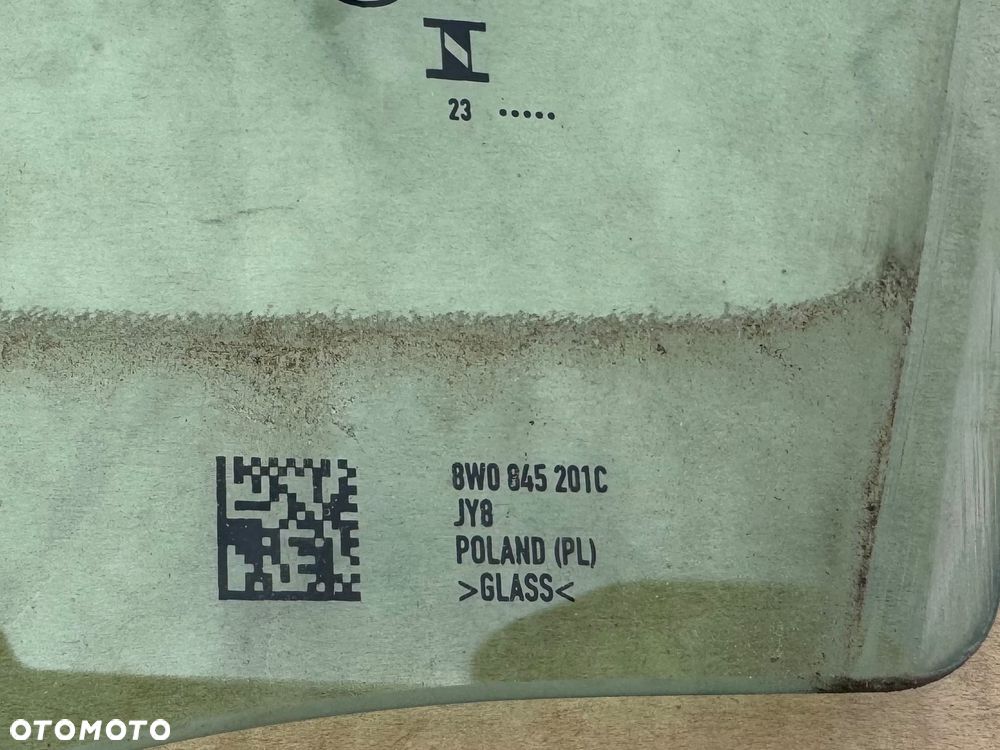 23 .....
8W0 845 201C
JY8
POLAND (PL)
>GLASS<
OTOMOTO